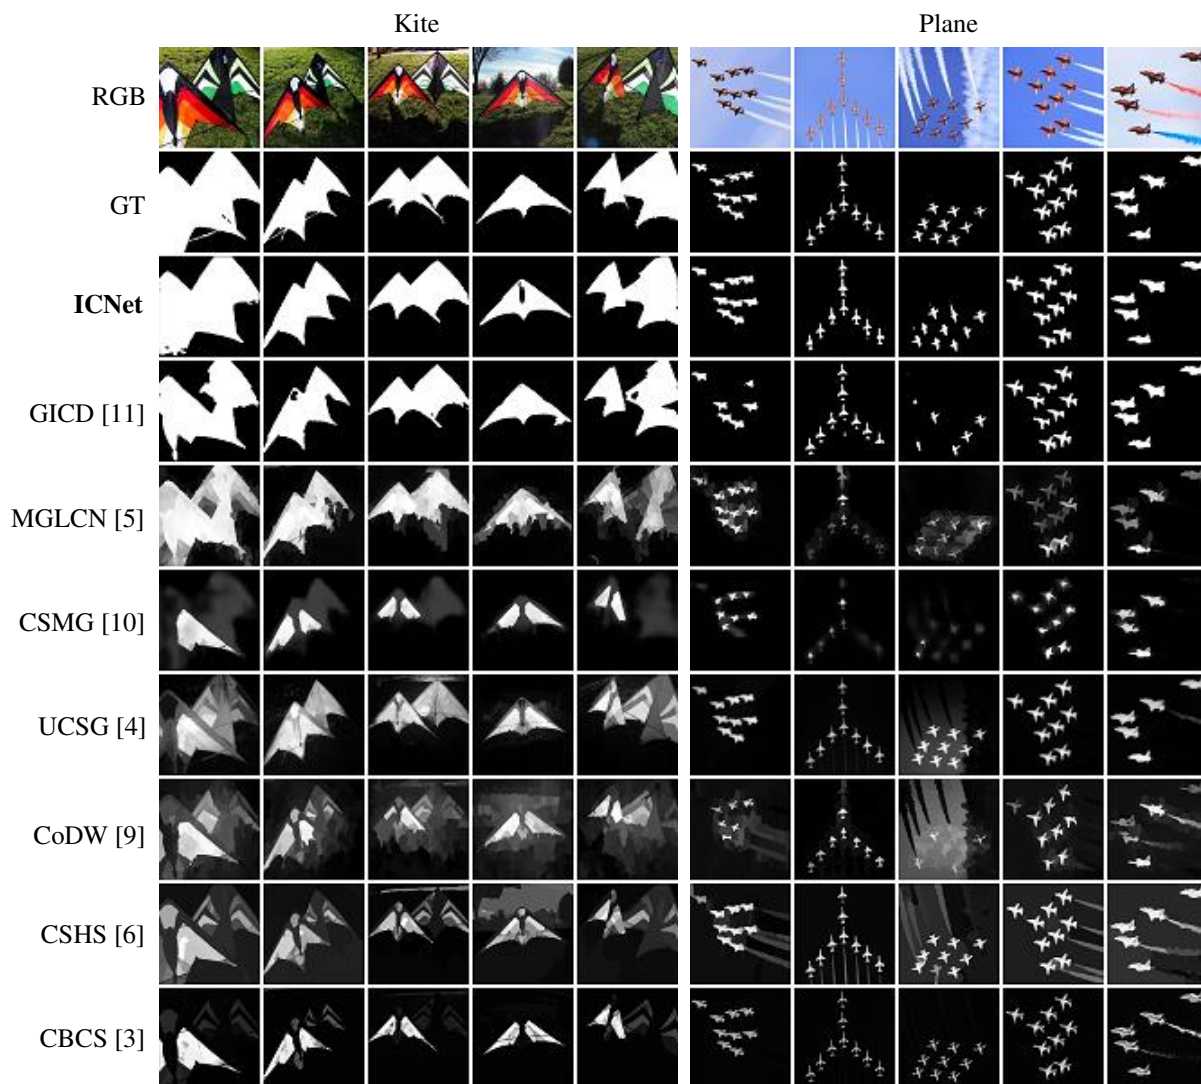 Kite Plane
RGB
GT
ICNet
GICD [11]
MGLCN [5]
CSMG [10]
UCSG [4]
CoDW [9]
CSHS [6]
CBCS [3]